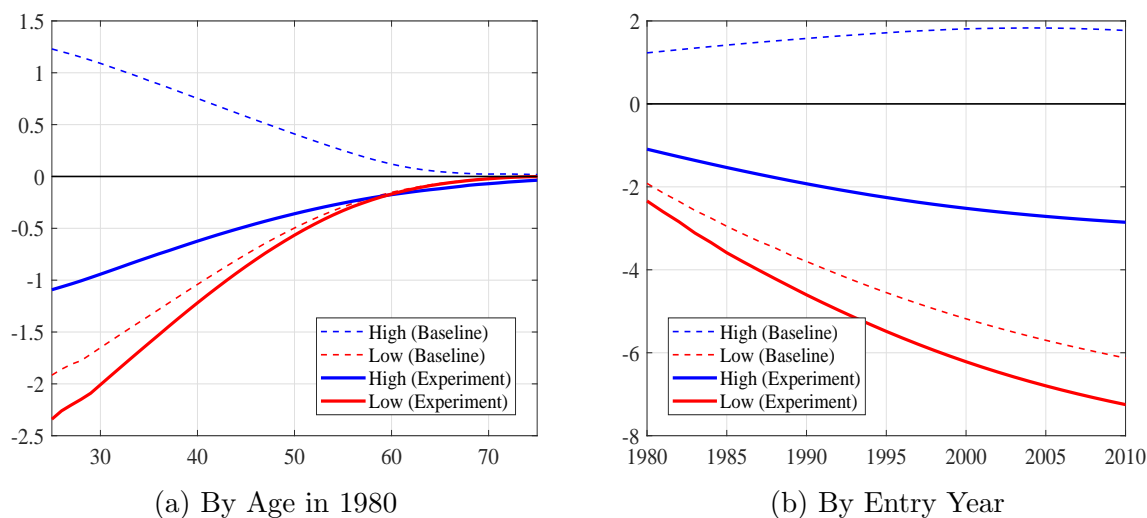 1.5
1
0.5
0
-0.5
-1
-1.5
-2
-2.5
30 40 50 60 70
High (Baseline)
Low (Baseline)
High (Experiment)
Low (Experiment)
(a) By Age in 1980
2
0
-2
-4
-6
-8
1980 1985 1990 1995 2000 2005 2010
High (Baseline)
Low (Baseline)
High (Experiment)
Low (Experiment)
(b) By Entry Year